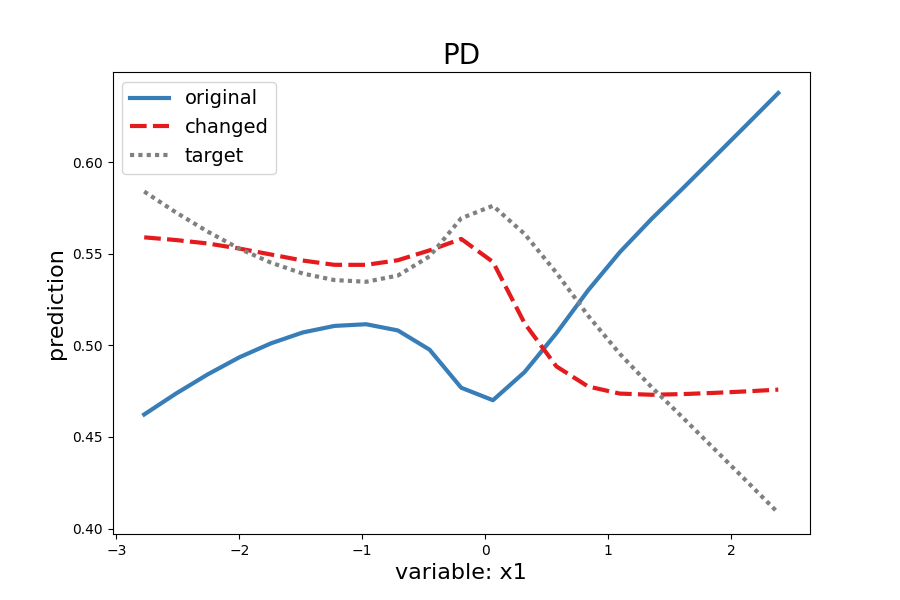 PD
original
changed
target
prediction
0.60
0.55
0.50
0.45
0.40
−3
−2
−1
0
1
2
variable: x1